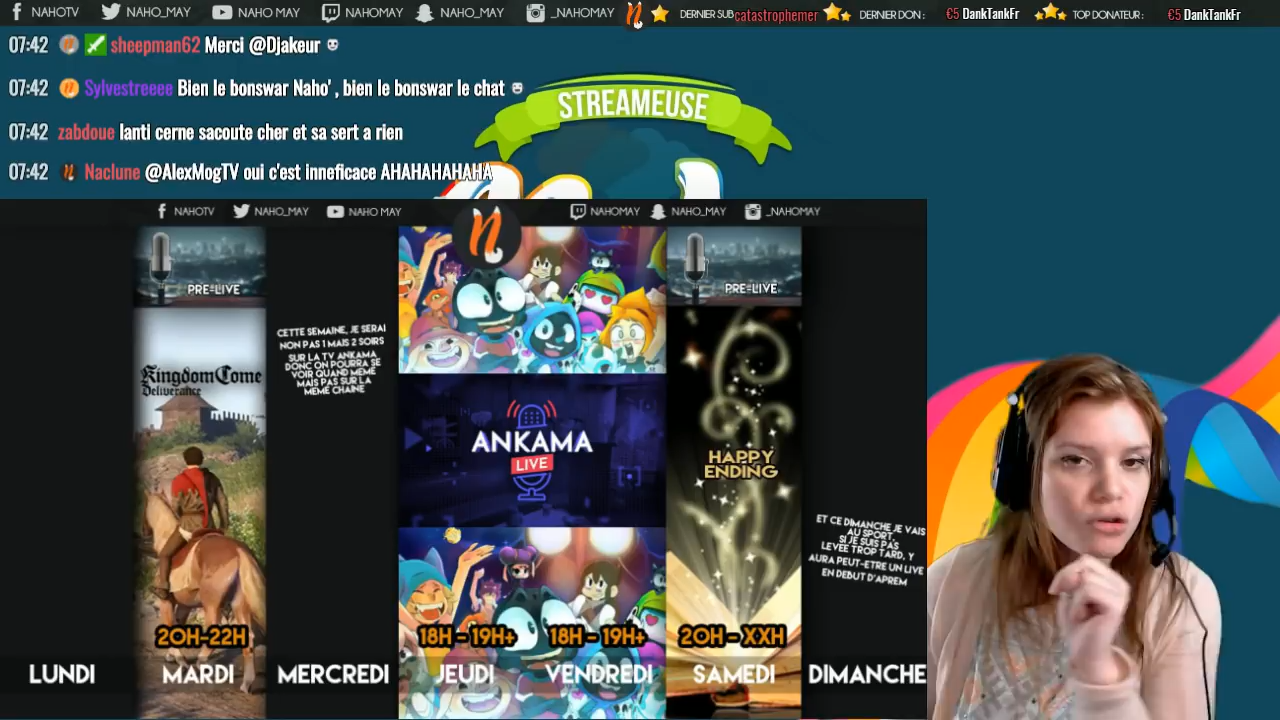 NAHOTV NAHO_MAY NAHO MAY NAHOMAY NAHO_MAY _NAHOMAY DERNIER SUB catastrophemer DERNIER DON : €5 DankTankFr TOP DONATEUR : €5 DankTankFr
07:42 sheepman62 Merci @Djakeur
07:42 Sylvestreeee Bien le bonswar Naho' , bien le bonswar le chat
07:42 zabdoue lanti cerne sacoute cher et sa sert a rien
07:42 Naclune @AlexMogTV oui c'est Inneficace AHAHAHAHAHA
STREAMEUSE
NAHOTV NAHO_MAY NAHO MAY NAHOMAY NAHO_MAY _NAHOMAY
PRE-LIVE
Kingdom Come
Deliverance
20H-22H
CETTE SEMAINE, JE SERAI
NON PAS 1 MAIS 2 SOIRS
SUR LA TV ANKAMA
DONC ON POURRA SE
VOIR QUAND MEME
MAIS PAS SUR LA
MEME CHAINE
ANKAMA
LIVE
18H - 19H+ 18H - 19H+
PRE-LIVE
HAPPY
ENDING
20H - XXH
ET CE DIMANCHE JE VAIS
AU SPORT,
SI JE SUIS PAS
LEVEE TROP TARD, Y
AURA PEUT-ETRE UN LIVE
EN DEBUT D'APREM
LUNDI MARDI MERCREDI JEUDI VENDREDI SAMEDI DIMANCHE